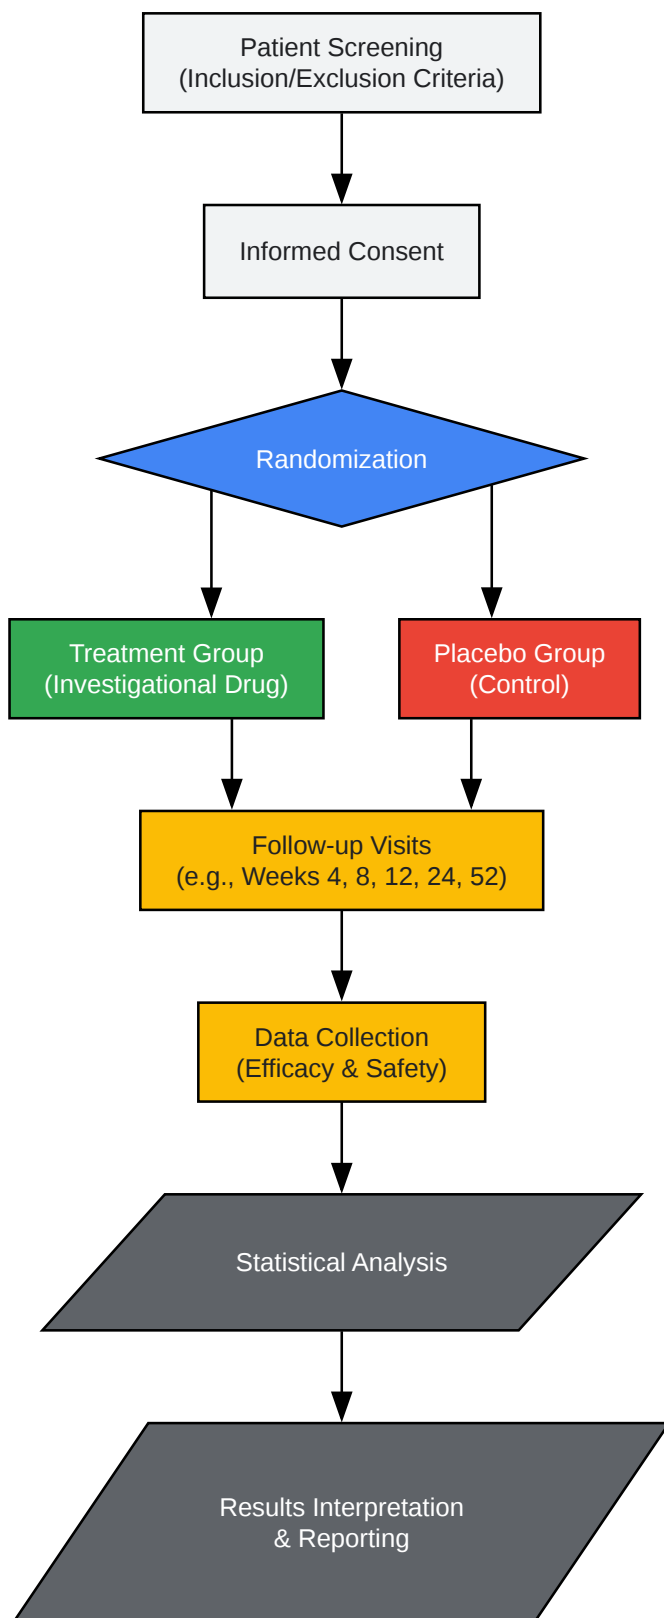 Patient Screening
(Inclusion/Exclusion Criteria)
Informed Consent
Randomization
Treatment Group
(Investigational Drug)
Placebo Group
(Control)
Follow-up Visits
(e.g., Weeks 4, 8, 12, 24, 52)
Data Collection
(Efficacy & Safety)
Statistical Analysis
Results Interpretation
& Reporting